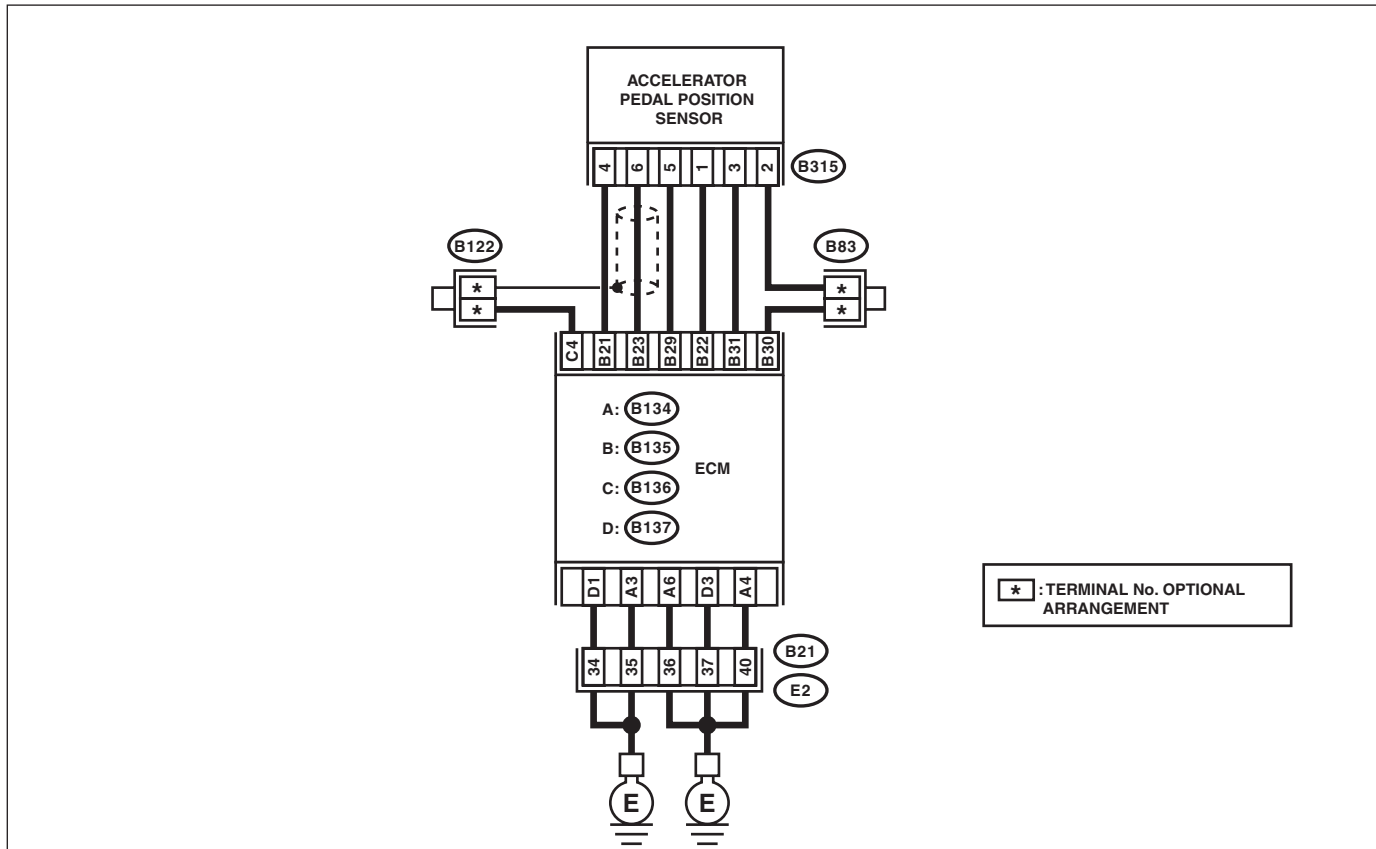 ACCELERATOR
PEDAL POSITION
SENSOR
4 6 5 1 3 2
B315
B122
B83
*
*
*
*
C4 B21 B23 B29 B22 B31 B30
A: B134
B: B135
ECM
C: B136
D: B137
D1 A3 A6 D3 A4
* : TERMINAL No. OPTIONAL
ARRANGEMENT
34 35 36 37 40
B21
E2
E E